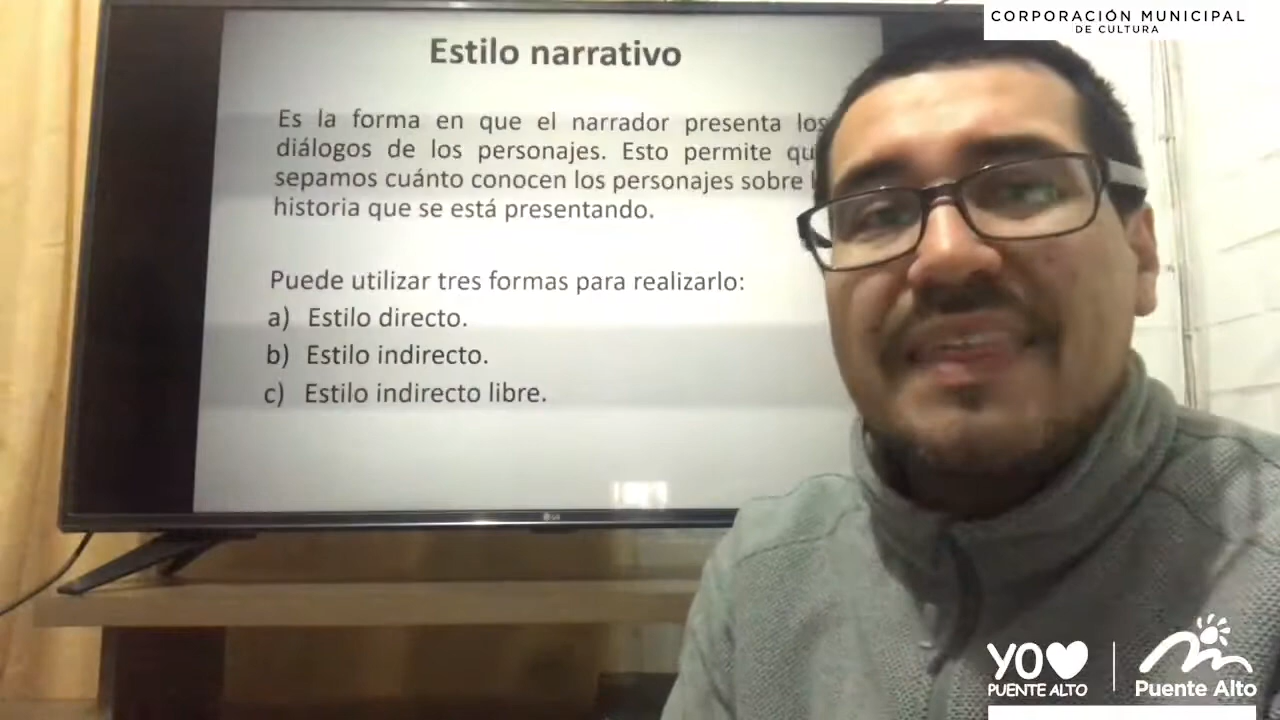 CORPORACIÓN MUNICIPAL
DE CULTURA
Estilo narrativo
Es la forma en que el narrador presenta los
diálogos de los personajes. Esto permite
sepamos cuánto conocen los personajes sobre
historia que se está presentando.
Puede utilizar tres formas para realizarlo:
a) Estilo directo.
b) Estilo indirecto.
c) Estilo indirecto libre.
LG
YO
PUENTE ALTO
Puente Alto